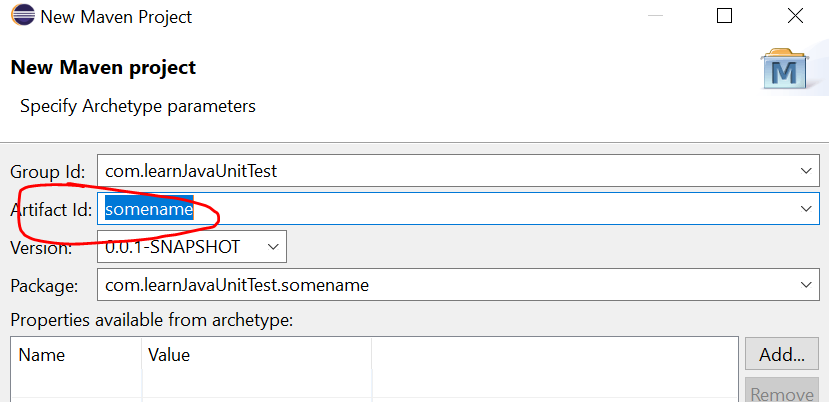 New Maven Project
New Maven project
Specify Archetype parameters
M
Group Id: com.learnJavaUnitTest
Artifact Id: somename
Version: 0.0.1-SNAPSHOT
Package: com.learnJavaUnitTest.somename
Properties available from archetype:
Name Value Add...
Remove